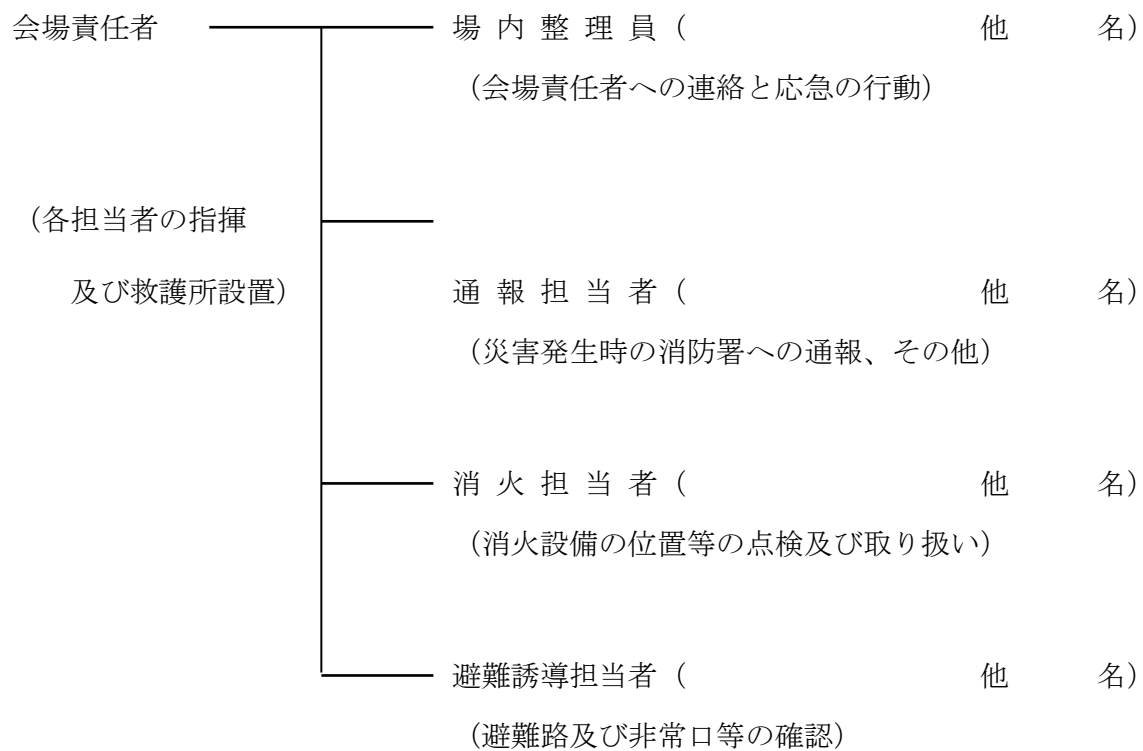 会場責任者 場 内 整 理 員（ 他 名）
（会場責任者への連絡と応急の行動）
（各担当者の指揮
及び救護所設置） 通 報 担 当 者（ 他 名）
（災害発生時の消防署への通報、その他）
消 火 担 当 者（ 他 名）
（消火設備の位置等の点検及び取り扱い）
避難誘導担当者（ 他 名）
（避難路及び非常口等の確認）